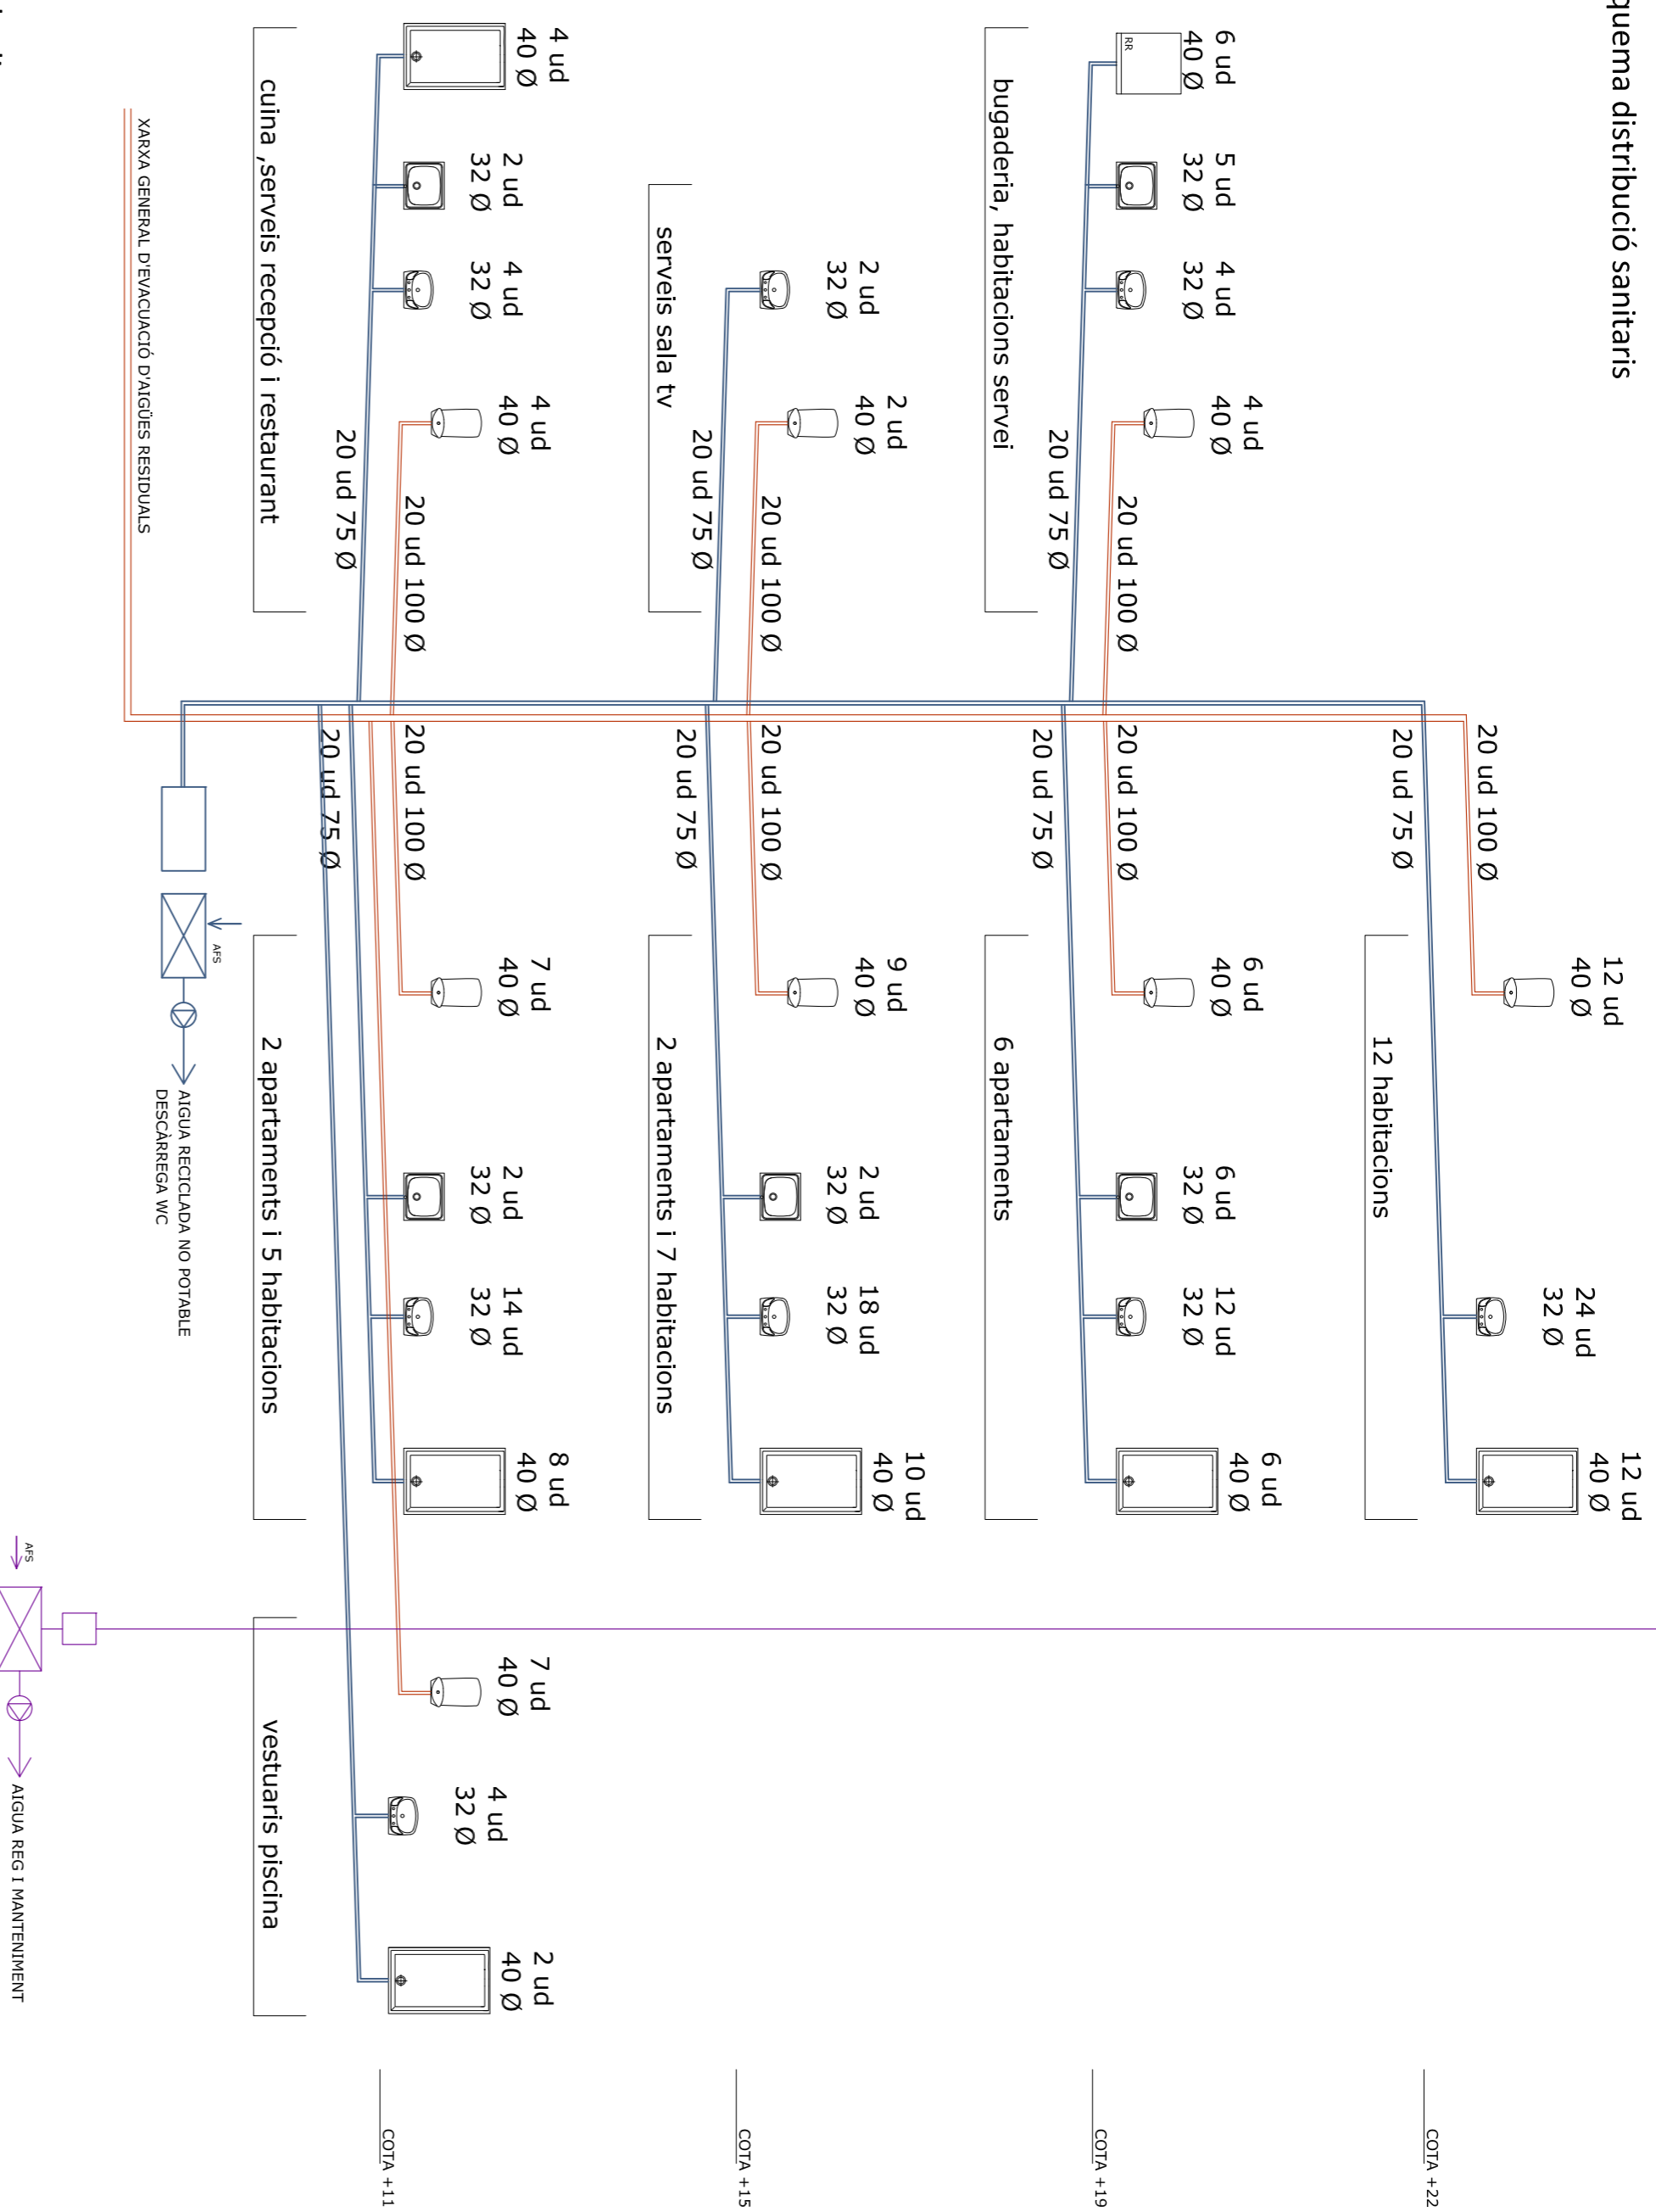 quema distribució sanitaris
12 ud
40 Ø
24 ud
32 Ø
12 ud
40 Ø
20 ud 100 Ø
20 ud 75 Ø
12 habitacions
COTA +22
6 ud
40 Ø
RR
5 ud
32 Ø
4 ud
32 Ø
4 ud
40 Ø
20 ud 100 Ø
20 ud 75 Ø
bugaderia, habitacions servei
20 ud 100 Ø
20 ud 75 Ø
6 ud
40 Ø
6 ud
32 Ø
12 ud
32 Ø
6 ud
40 Ø
6 apartaments
COTA +19
2 ud
32 Ø
2 ud
40 Ø
20 ud 100 Ø
20 ud 75 Ø
serveis sala tv
20 ud 100 Ø
20 ud 75 Ø
9 ud
40 Ø
2 ud
32 Ø
18 ud
32 Ø
10 ud
40 Ø
2 apartaments i 7 habitacions
COTA +15
4 ud
40 Ø
2 ud
32 Ø
4 ud
32 Ø
4 ud
40 Ø
20 ud 100 Ø
20 ud 75 Ø
cuina ,serveis recepció i restaurant
20 ud 100 Ø
20 ud 75 Ø
7 ud
40 Ø
2 ud
32 Ø
14 ud
32 Ø
8 ud
40 Ø
2 apartaments i 5 habitacions
7 ud
40 Ø
4 ud
32 Ø
2 ud
40 Ø
vestuaris piscina
COTA +11
XARXA GENERAL D'EVACUACIÓ D'AIGÜES RESIDUALS
AFS
AIGUA RECICLADA NO POTABLE
DESCÀRREGA WC
AFS
AIGUA REG I MANTENIMENT